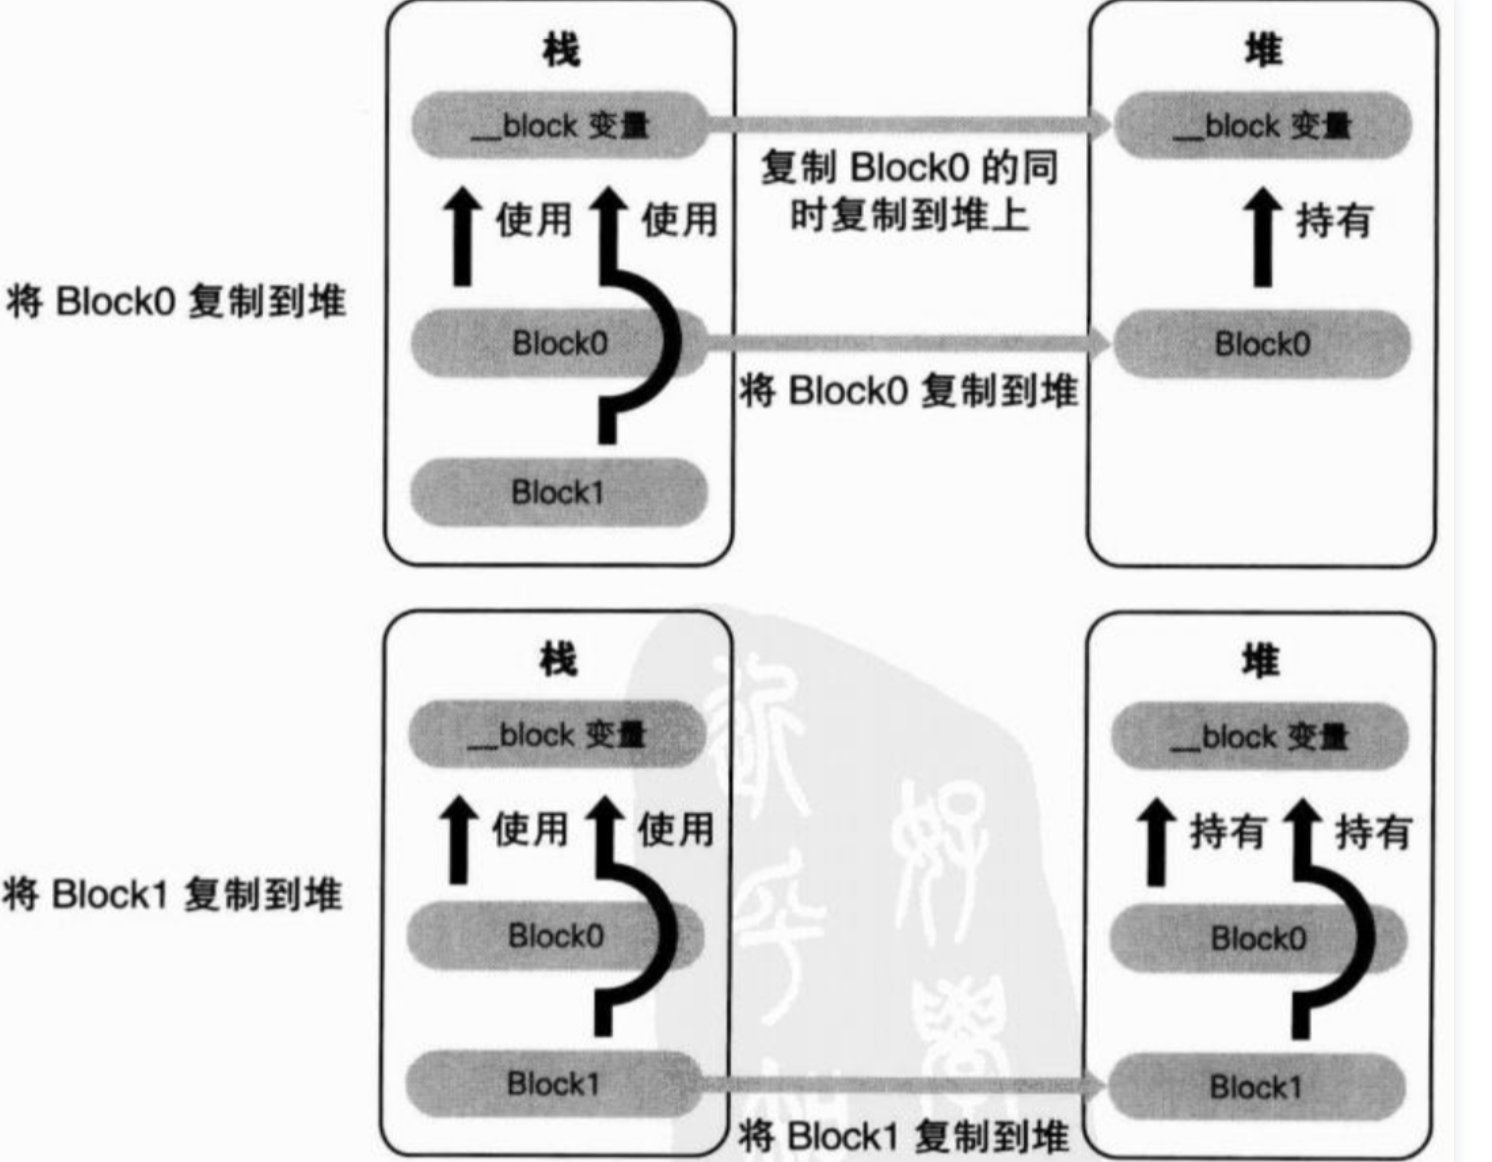 栈
堆
__block 变量
__block 变量
复制 Block0 的同
时复制到堆上
使用
使用
持有
将 Block0 复制到堆
Block0
Block0
将 Block0 复制到堆
Block1
栈
堆
__block 变量
__block 变量
使用
使用
持有
持有
将 Block1 复制到堆
Block0
Block0
Block1
Block1
将 Block1 复制到堆